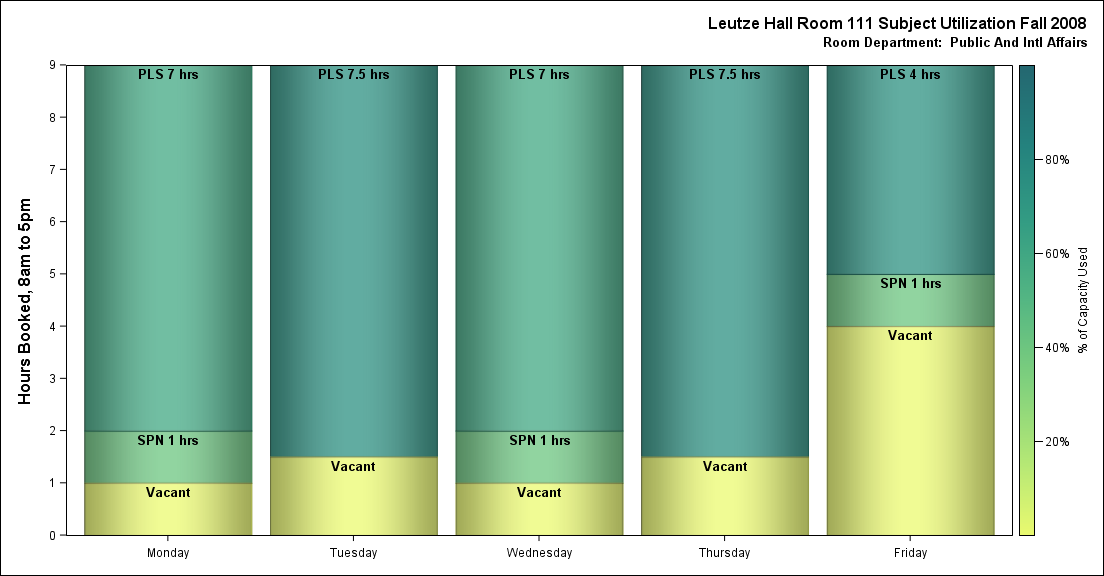 Leutze Hall Room 111 Subject Utilization Fall 2008
Room Department: Public And Intl Affairs
Hours Booked, 8am to 5pm
9
8
7
6
5
4
3
2
1
0
PLS 7 hrs
SPN 1 hrs
Vacant
PLS 7.5 hrs
Vacant
PLS 7 hrs
SPN 1 hrs
Vacant
PLS 7.5 hrs
Vacant
PLS 4 hrs
SPN 1 hrs
Vacant
Monday
Tuesday
Wednesday
Thursday
Friday
80%
60%
40%
20%
% of Capacity Used